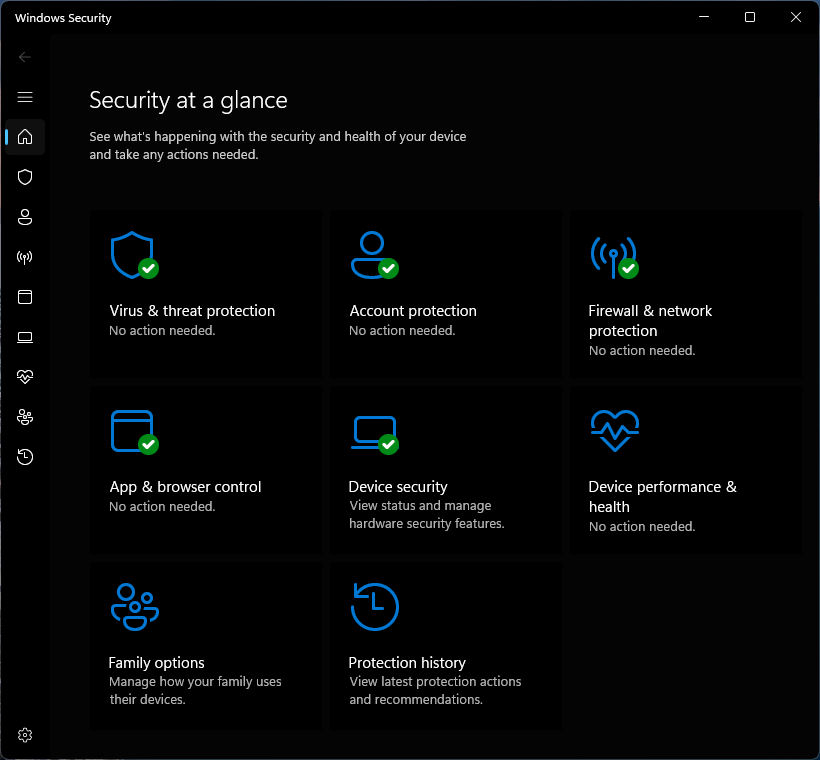 Windows Security
Security at a glance
See what's happening with the security and health of your device
and take any actions needed.
Virus & threat protection
No action needed.
Account protection
No action needed.
Firewall & network
protection
No action needed.
App & browser control
No action needed.
Device security
View status and manage
hardware security features.
Device performance &
health
No action needed.
Family options
Manage how your family uses
their devices.
Protection history
View latest protection actions
and recommendations.